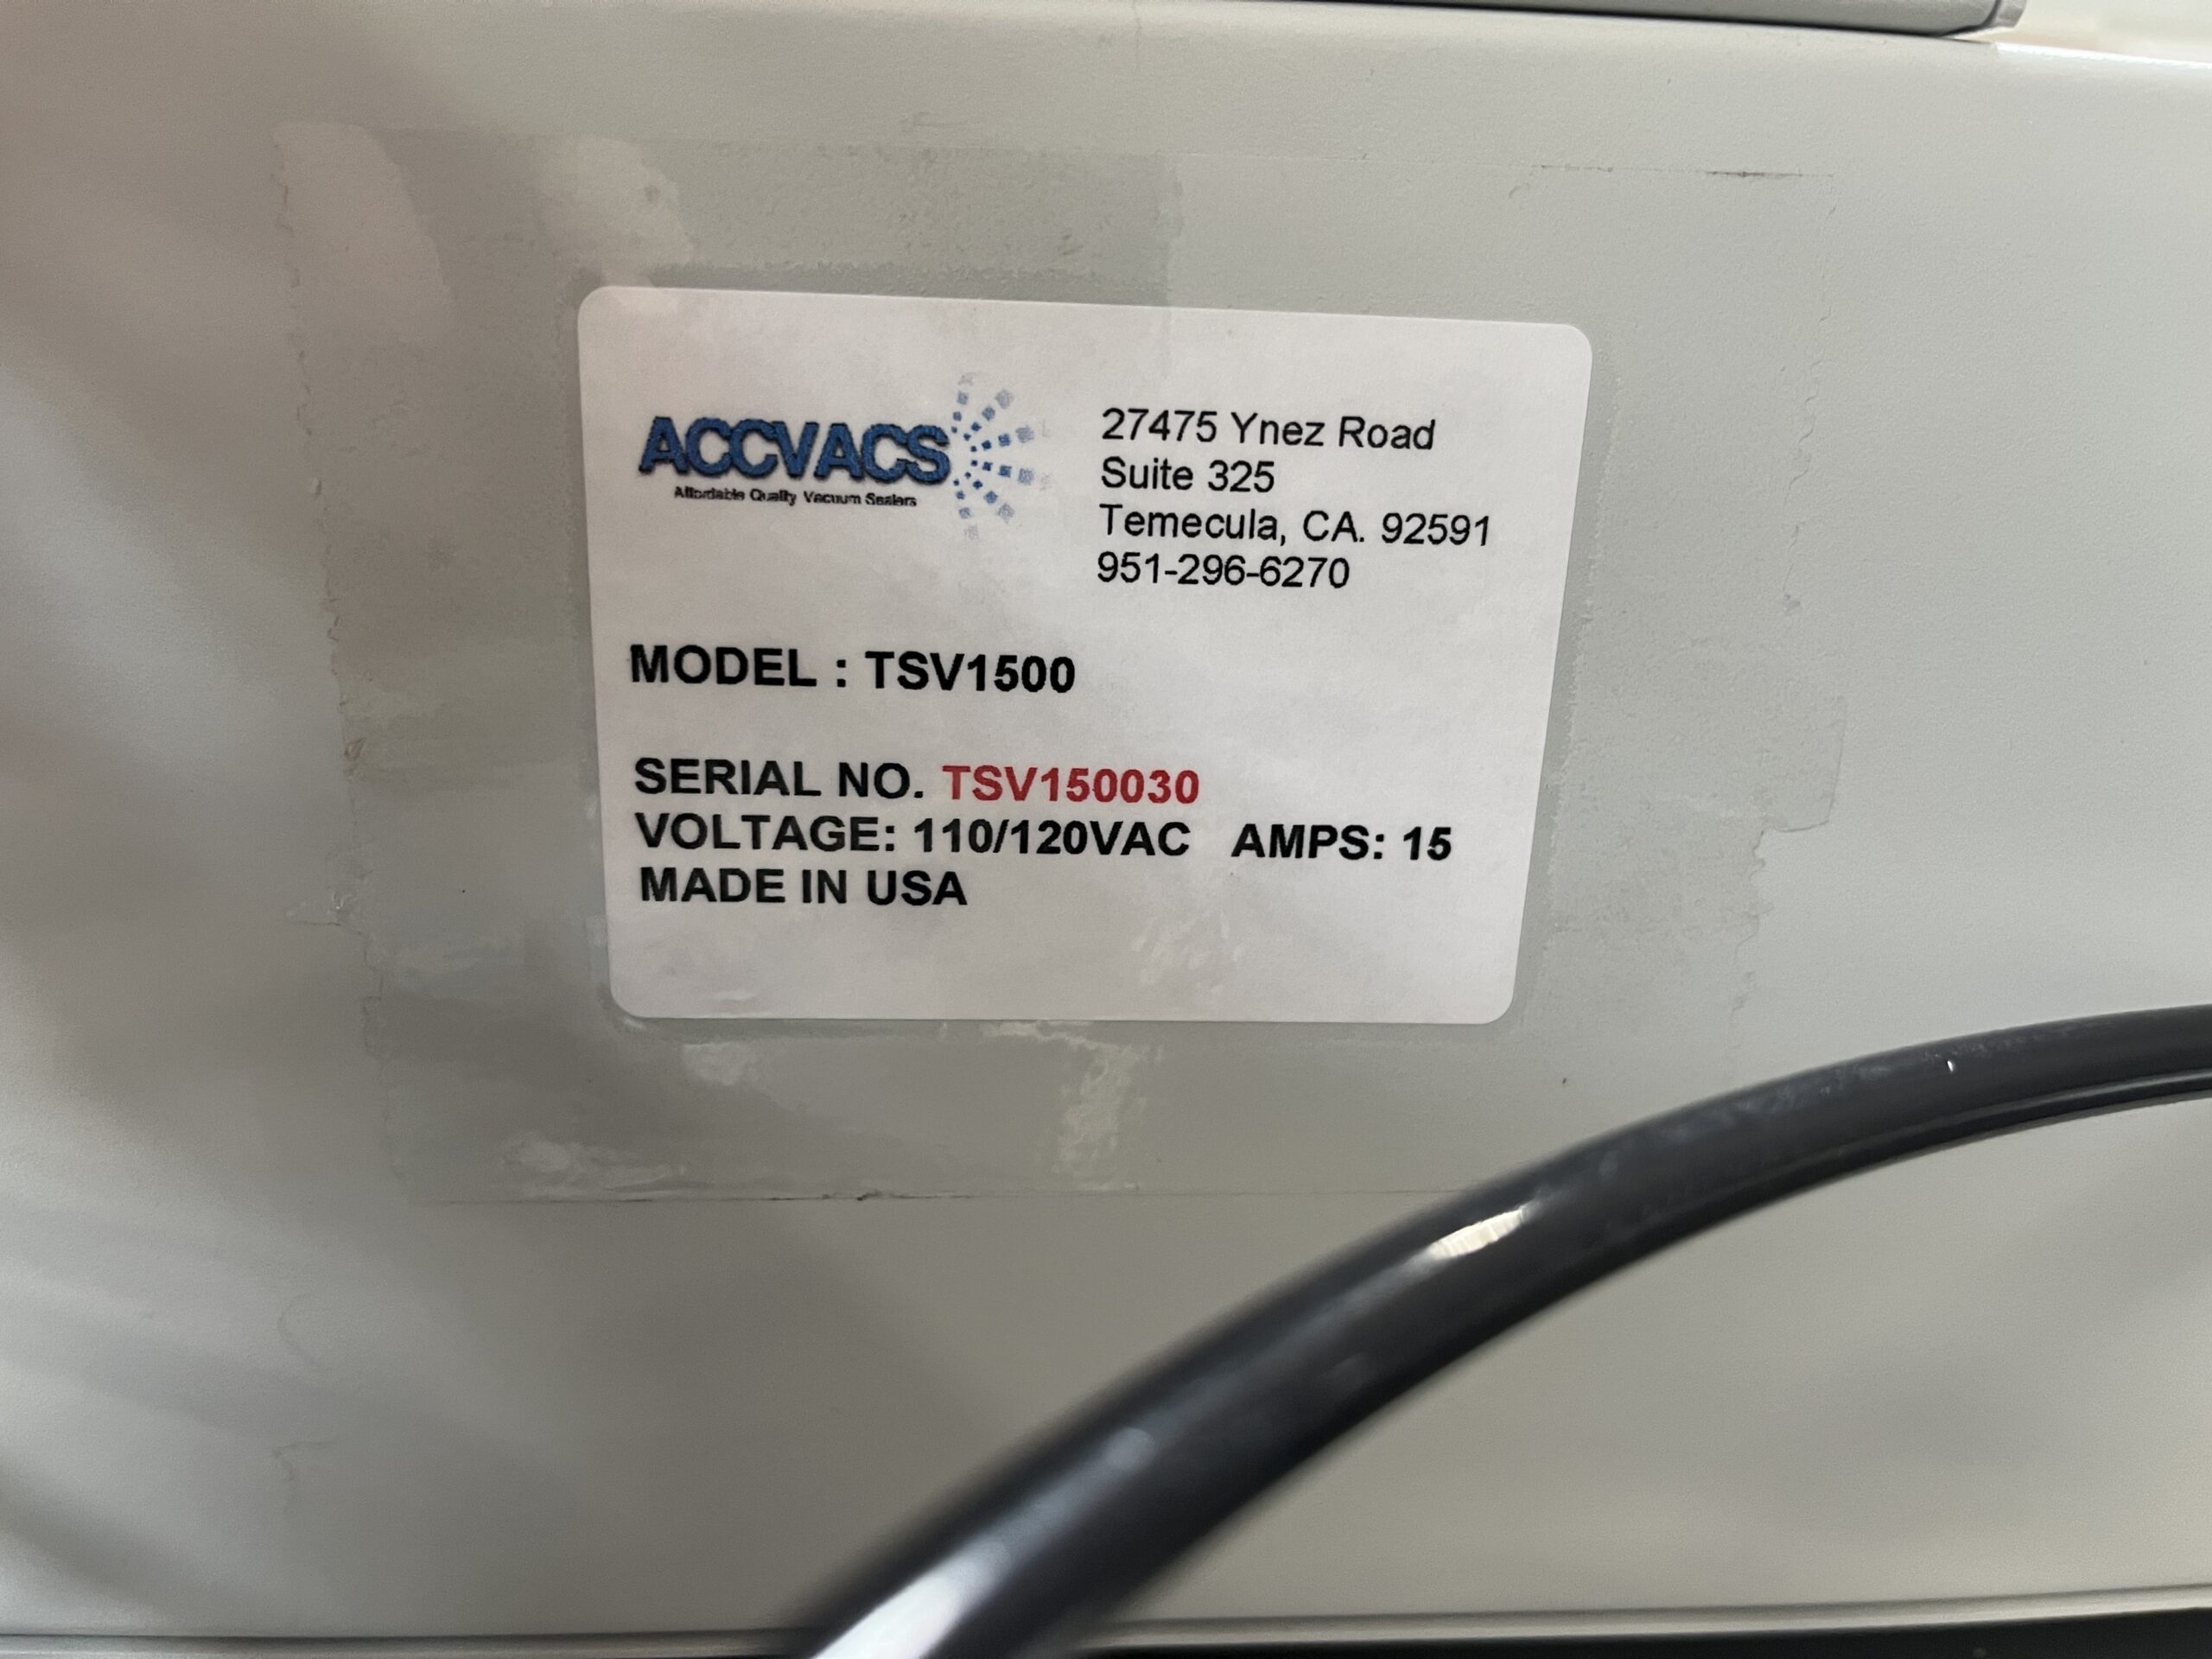 ACCVACS
Affordable Quality Vacuum Sealers
27475 Ynez Road
Suite 325
Temecula, CA. 92591
951-296-6270
MODEL : TSV1500
SERIAL NO. TSV150030
VOLTAGE: 110/120VAC AMPS: 15
MADE IN USA